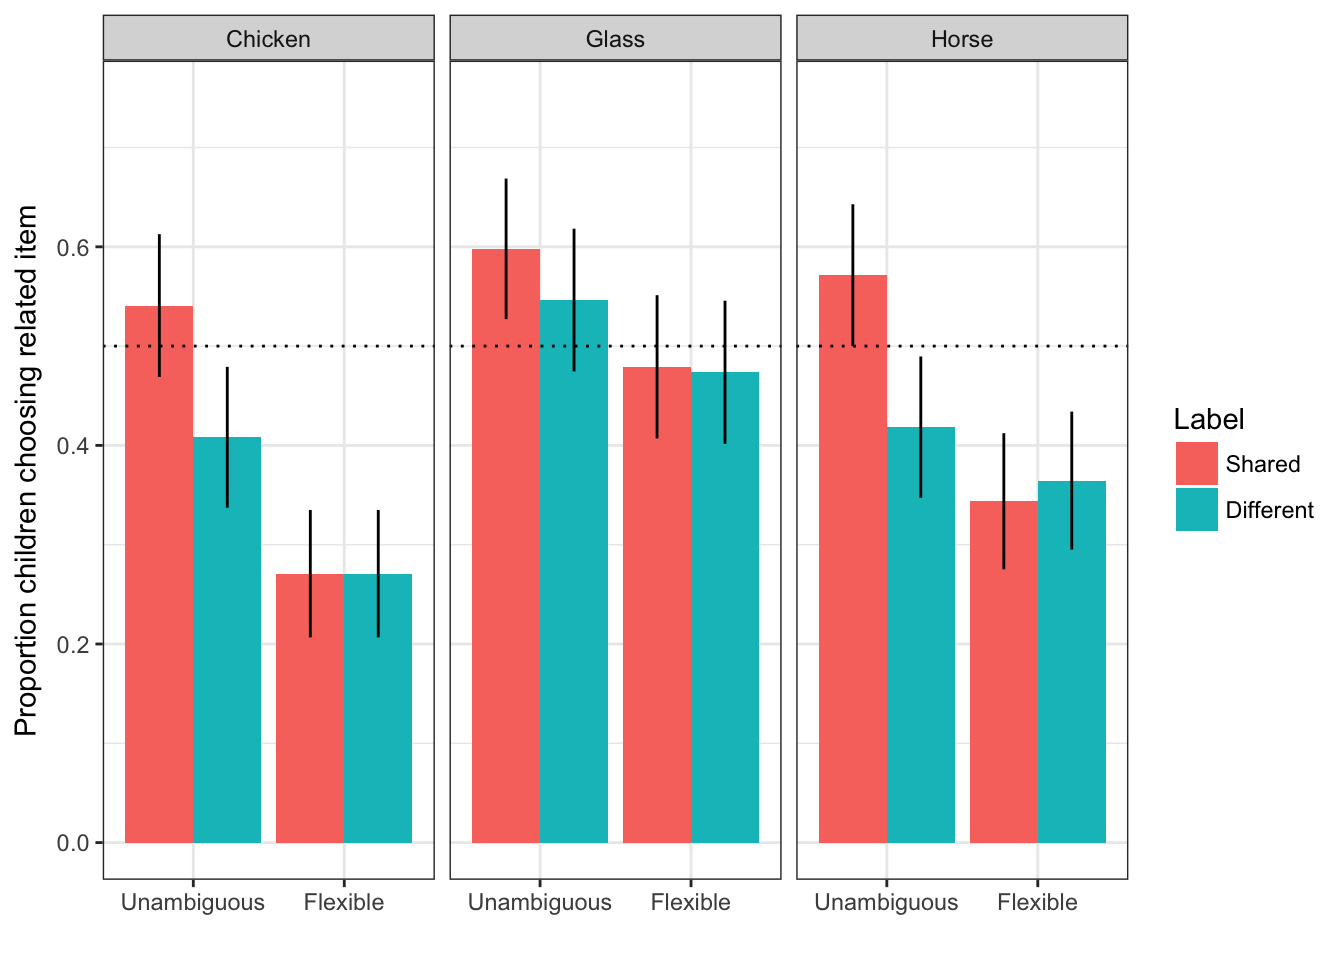 Chicken
Glass
Horse
Proportion children choosing related item
0.6
0.4
0.2
0.0
Unambiguous
Flexible
Unambiguous
Flexible
Unambiguous
Flexible
Label
Shared
Different